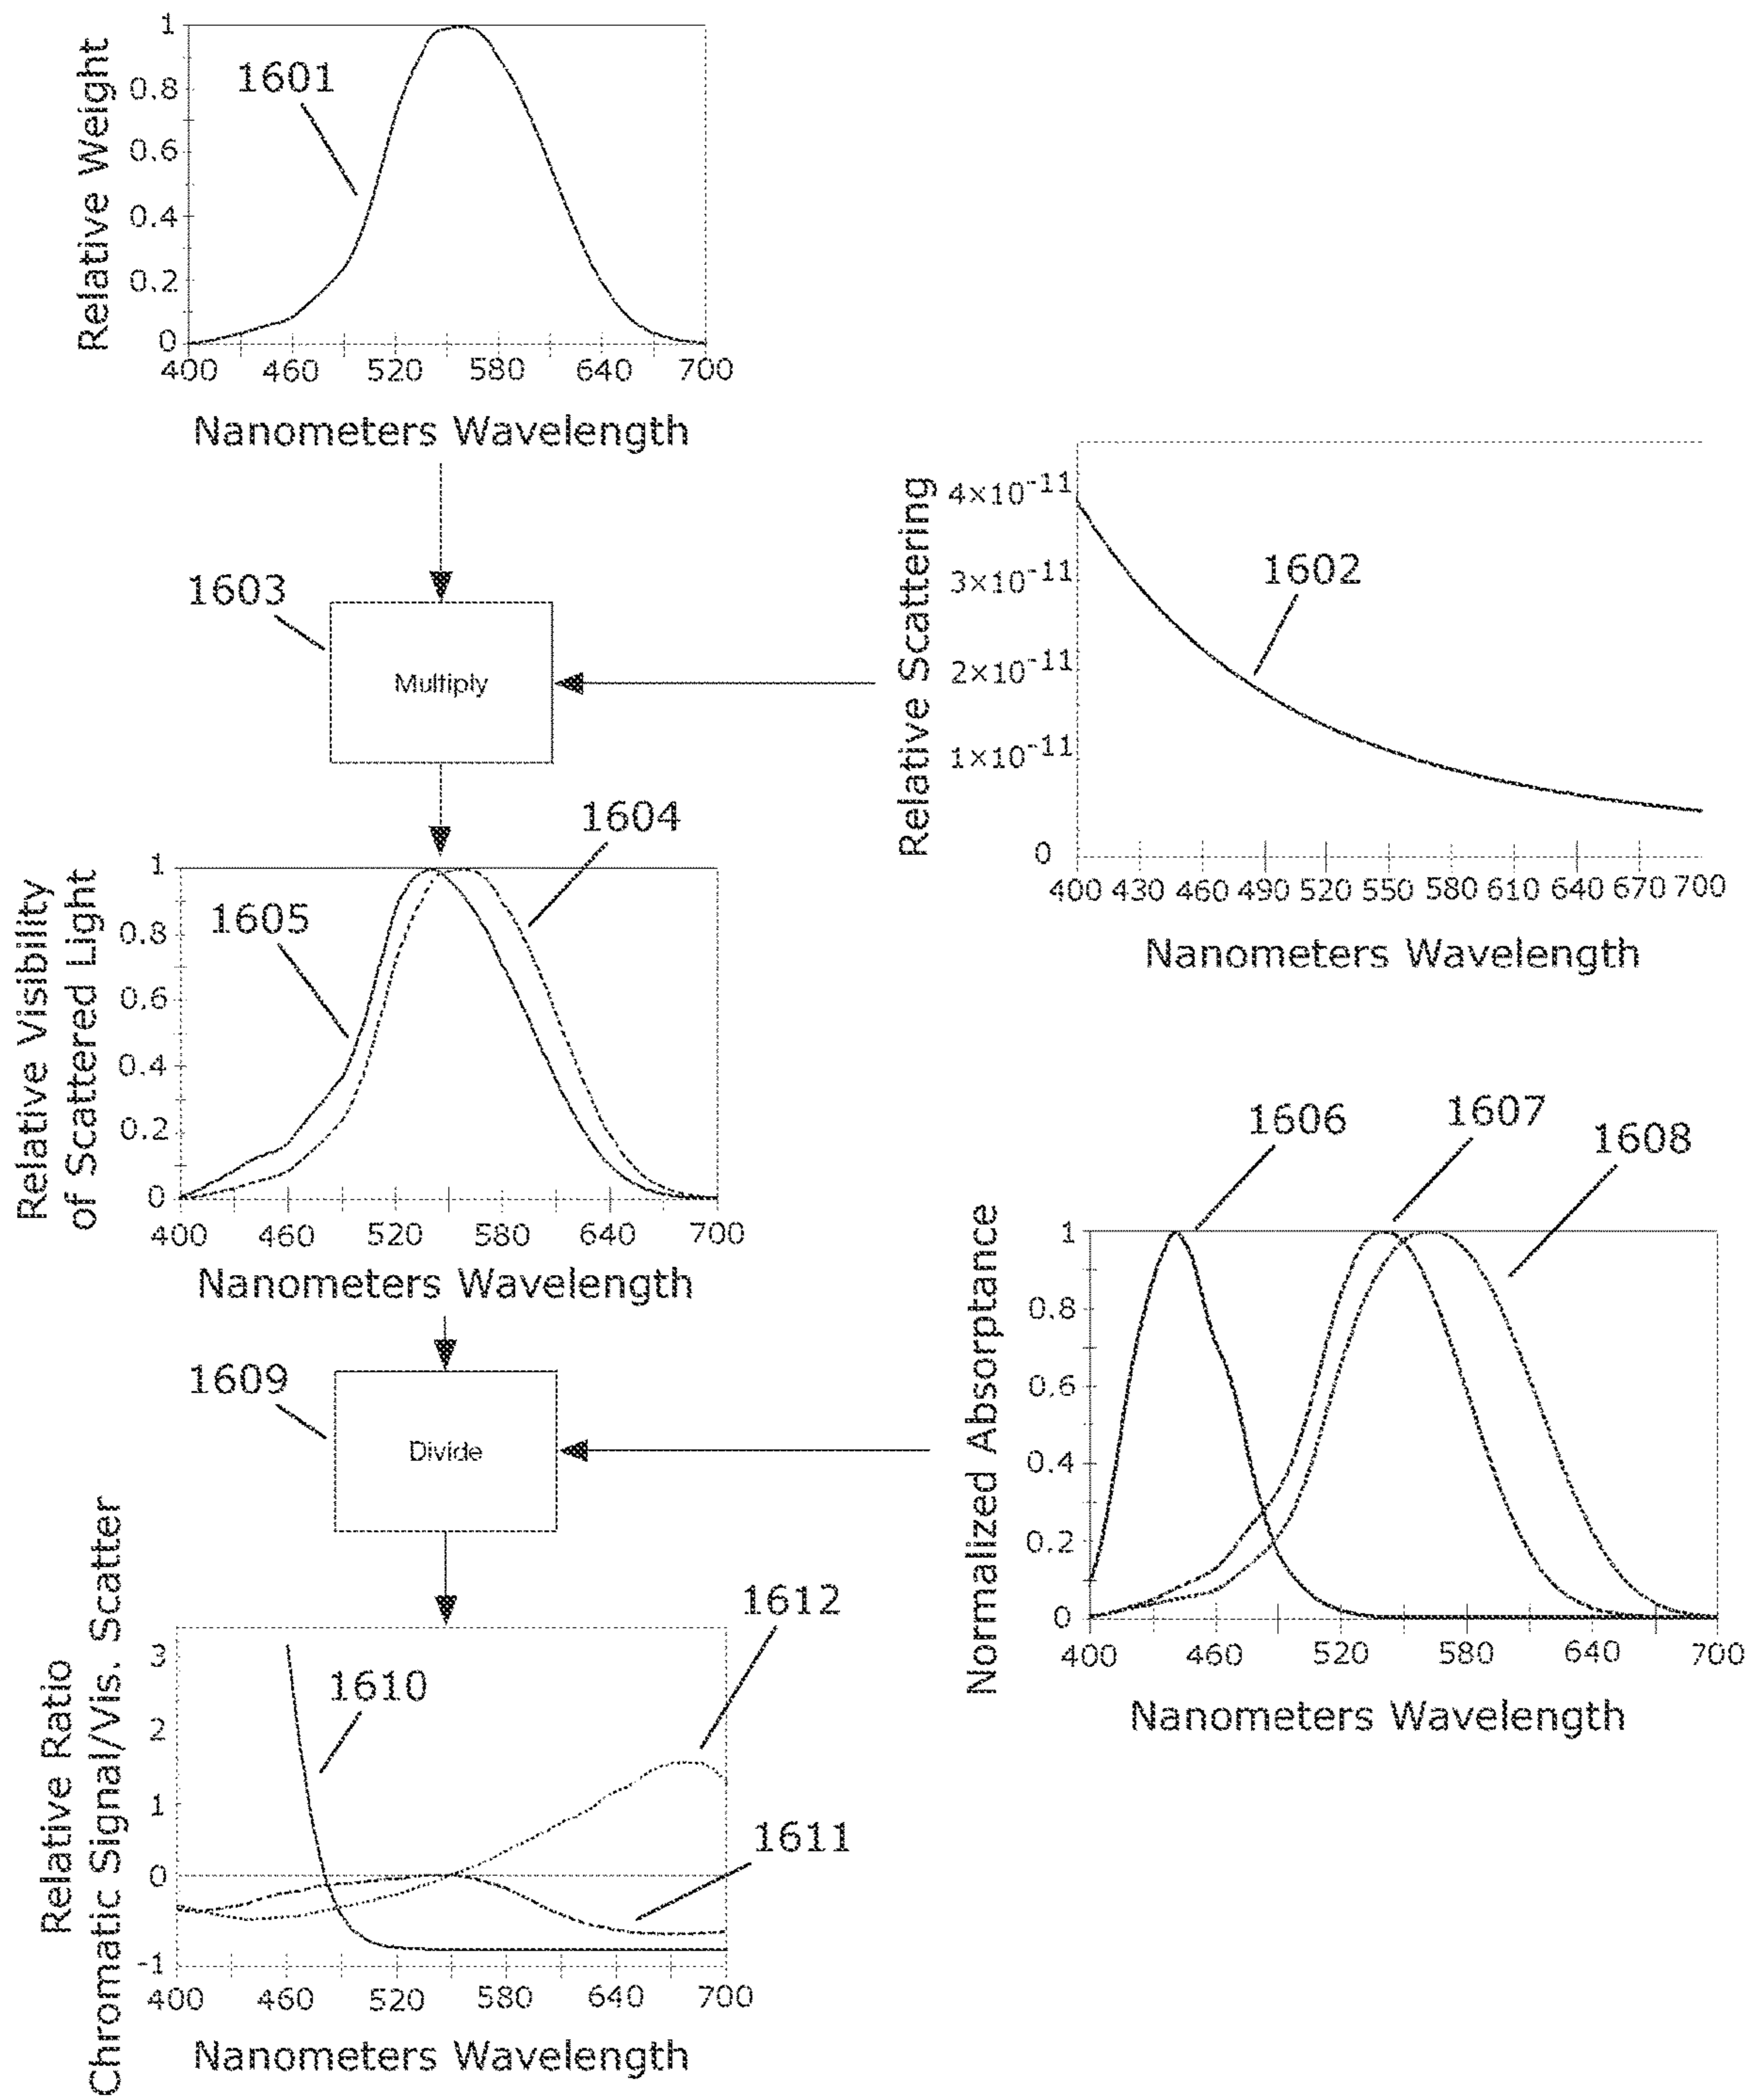 Relative Weight
1
0.8
0.6
0.4
0.2
0
1601
400 460 520 580 640 700
Nanometers Wavelength
Relative Scattering
4×10-11
3×10-11
2×10-11
1×10-11
0
1602
400 430 460 490 520 550 580 610 640 670 700
Nanometers Wavelength
1603
Multiply
Relative Visibility
of Scattered Light
1
0.8
0.6
0.4
0.2
0
1604
1605
400 460 520 580 640 700
Nanometers Wavelength
1606
1607
1608
Normalized Absorptance
1
0.8
0.6
0.4
0.2
0
400 460 520 580 640 700
Nanometers Wavelength
1609
Divide
Relative Ratio
Chromatic Signal/Vis. Scatter
3
2
1
0
-1
1610
1612
1611
400 460 520 580 640 700
Nanometers Wavelength